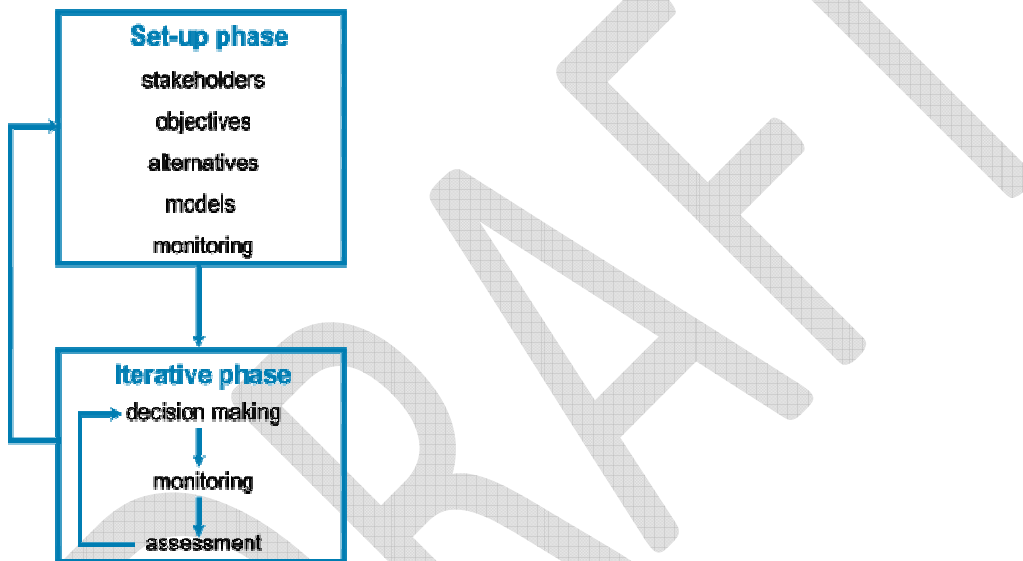 Set-up phase
stakeholders
objectives
alternatives
models
monitoring
Iterative phase
decision making
monitoring
assessment
DRAFT